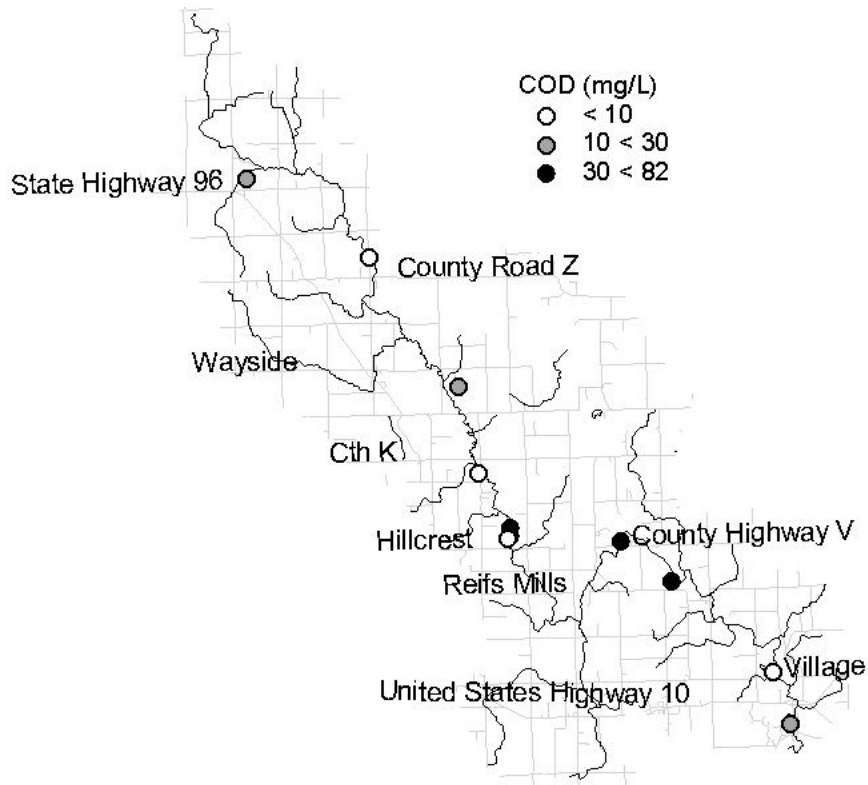 COD (mg/L)
< 10
10 < 30
30 < 82
State Highway 96
County Road Z
Wayside
Cth K
Hillcrest
County Highway V
Reifs Mills
Village
United States Highway 10